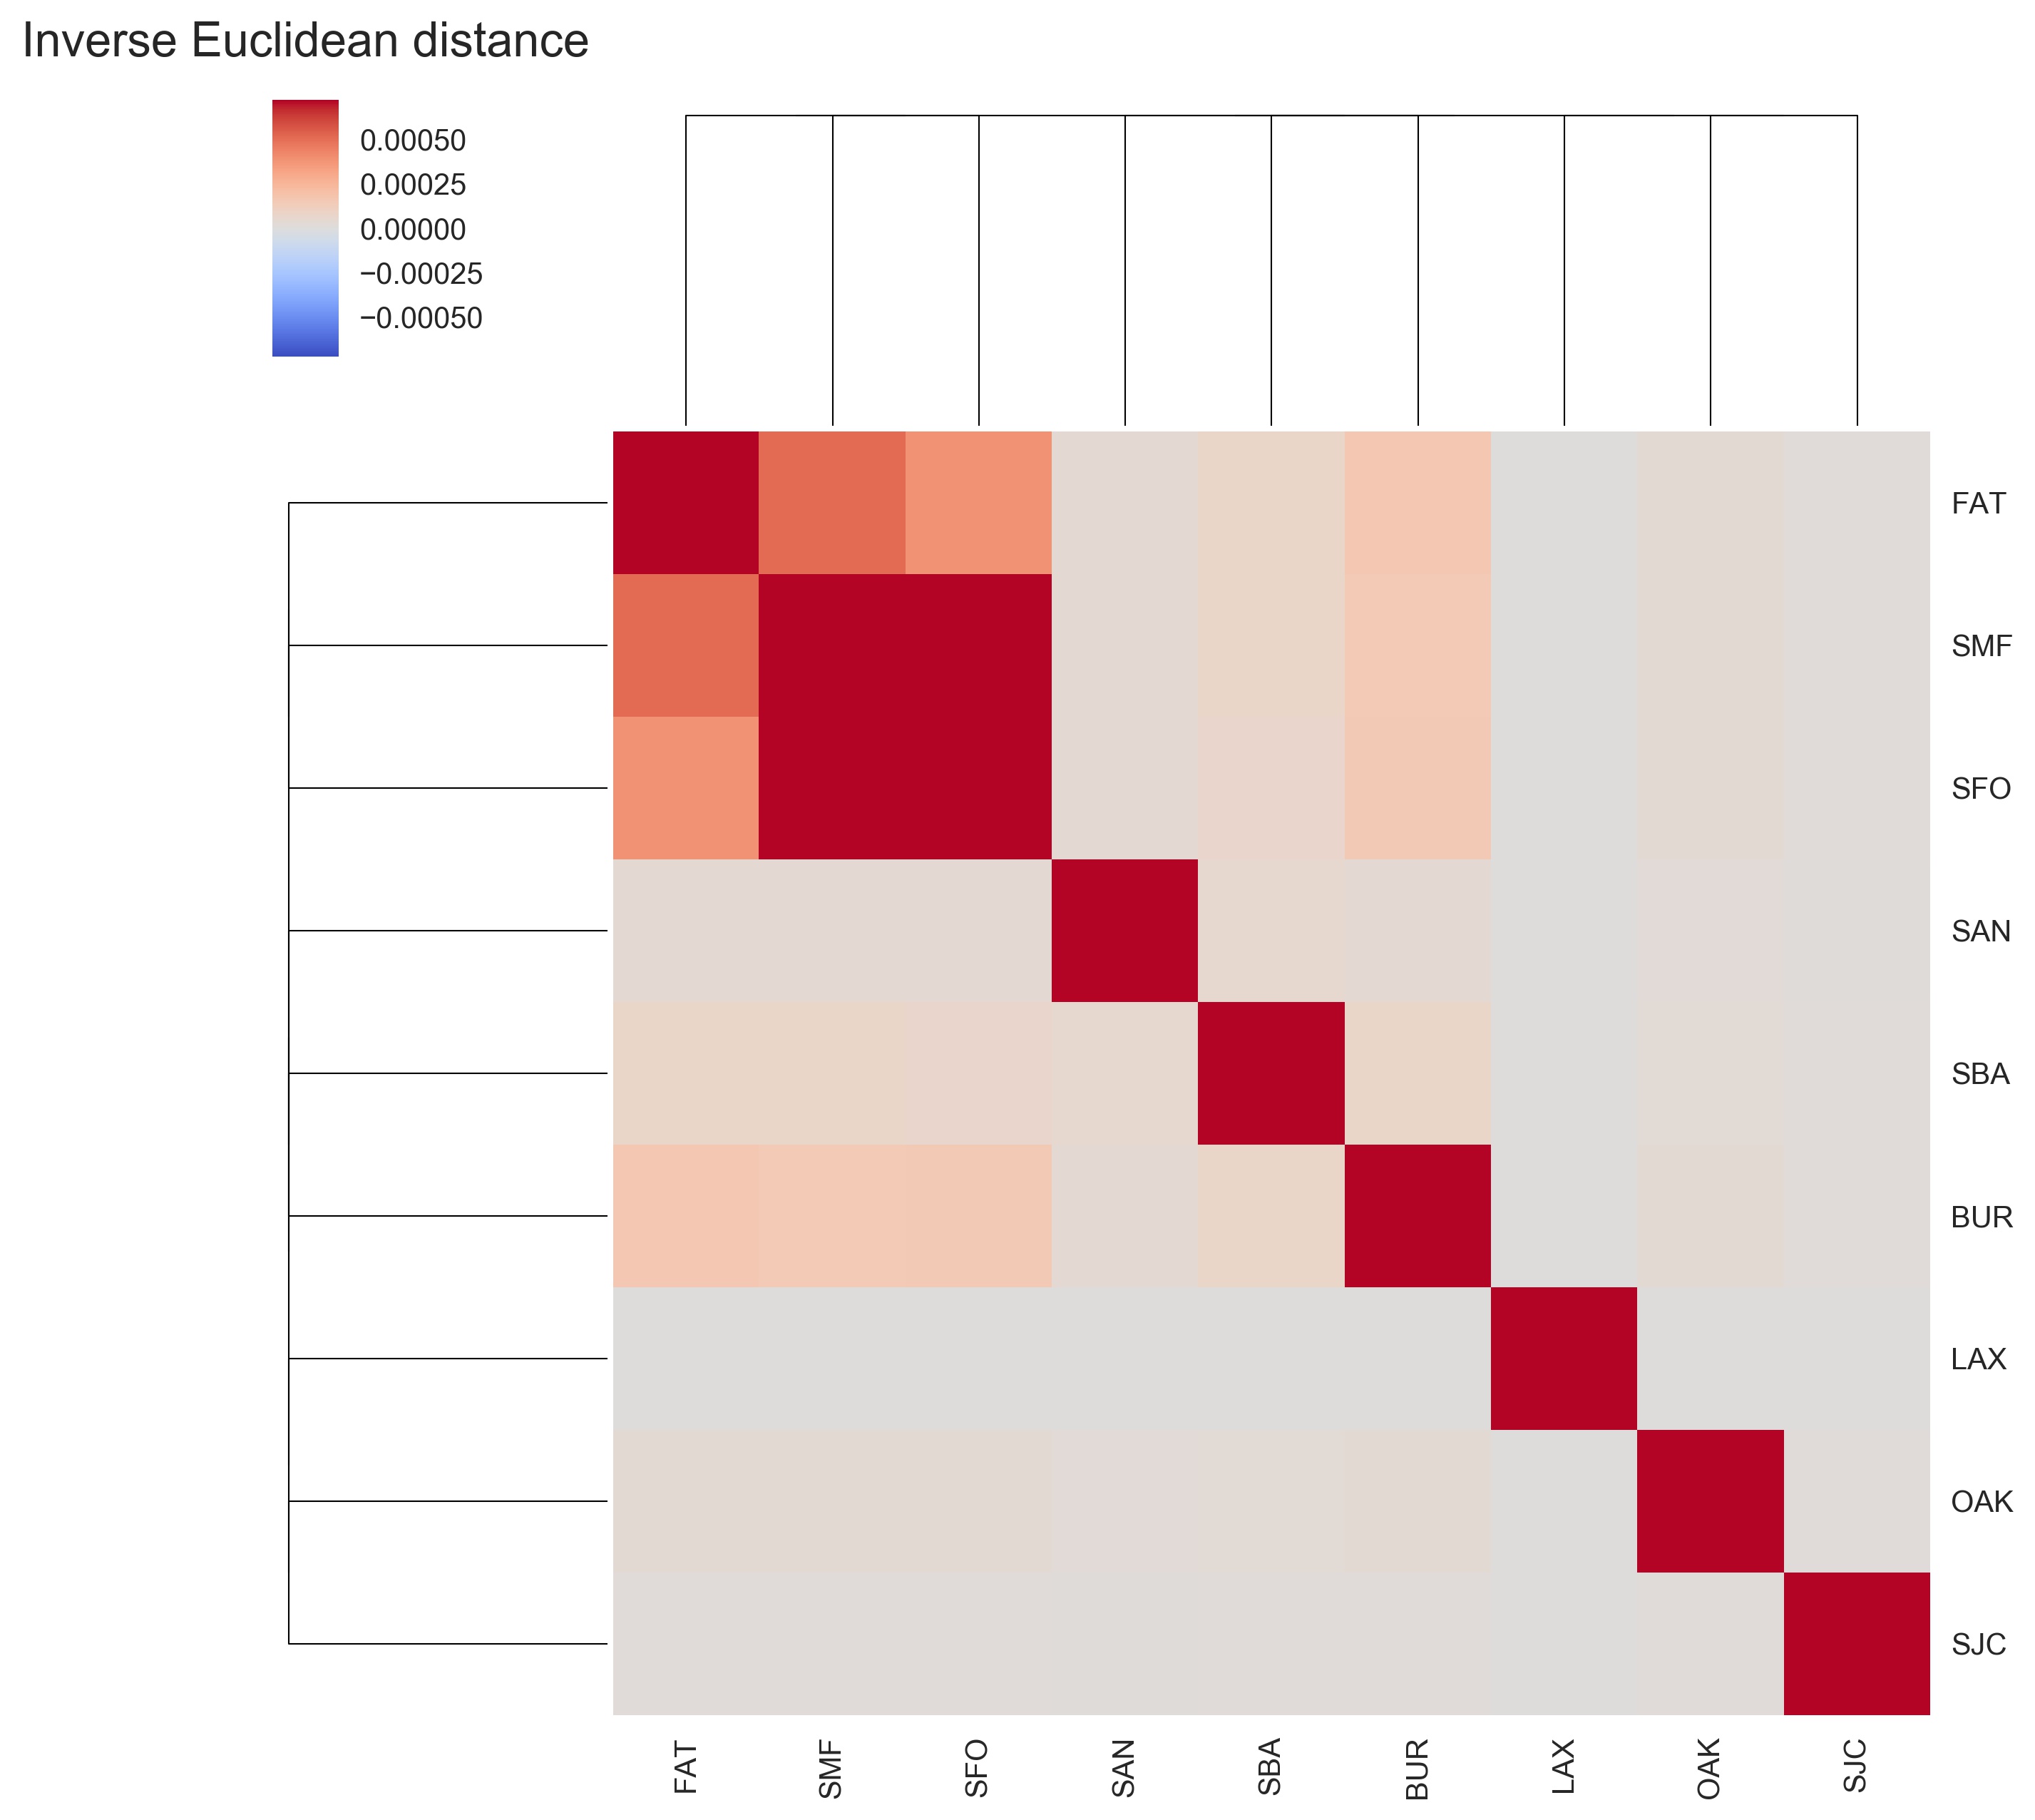 Inverse Euclidean distance
0.00050
0.00025
0.00000
−0.00025
−0.00050
FAT
SMF
SFO
SAN
SBA
BUR
LAX
OAK
SJC
FAT
SMF
SFO
SAN
SBA
BUR
LAX
OAK
SJC